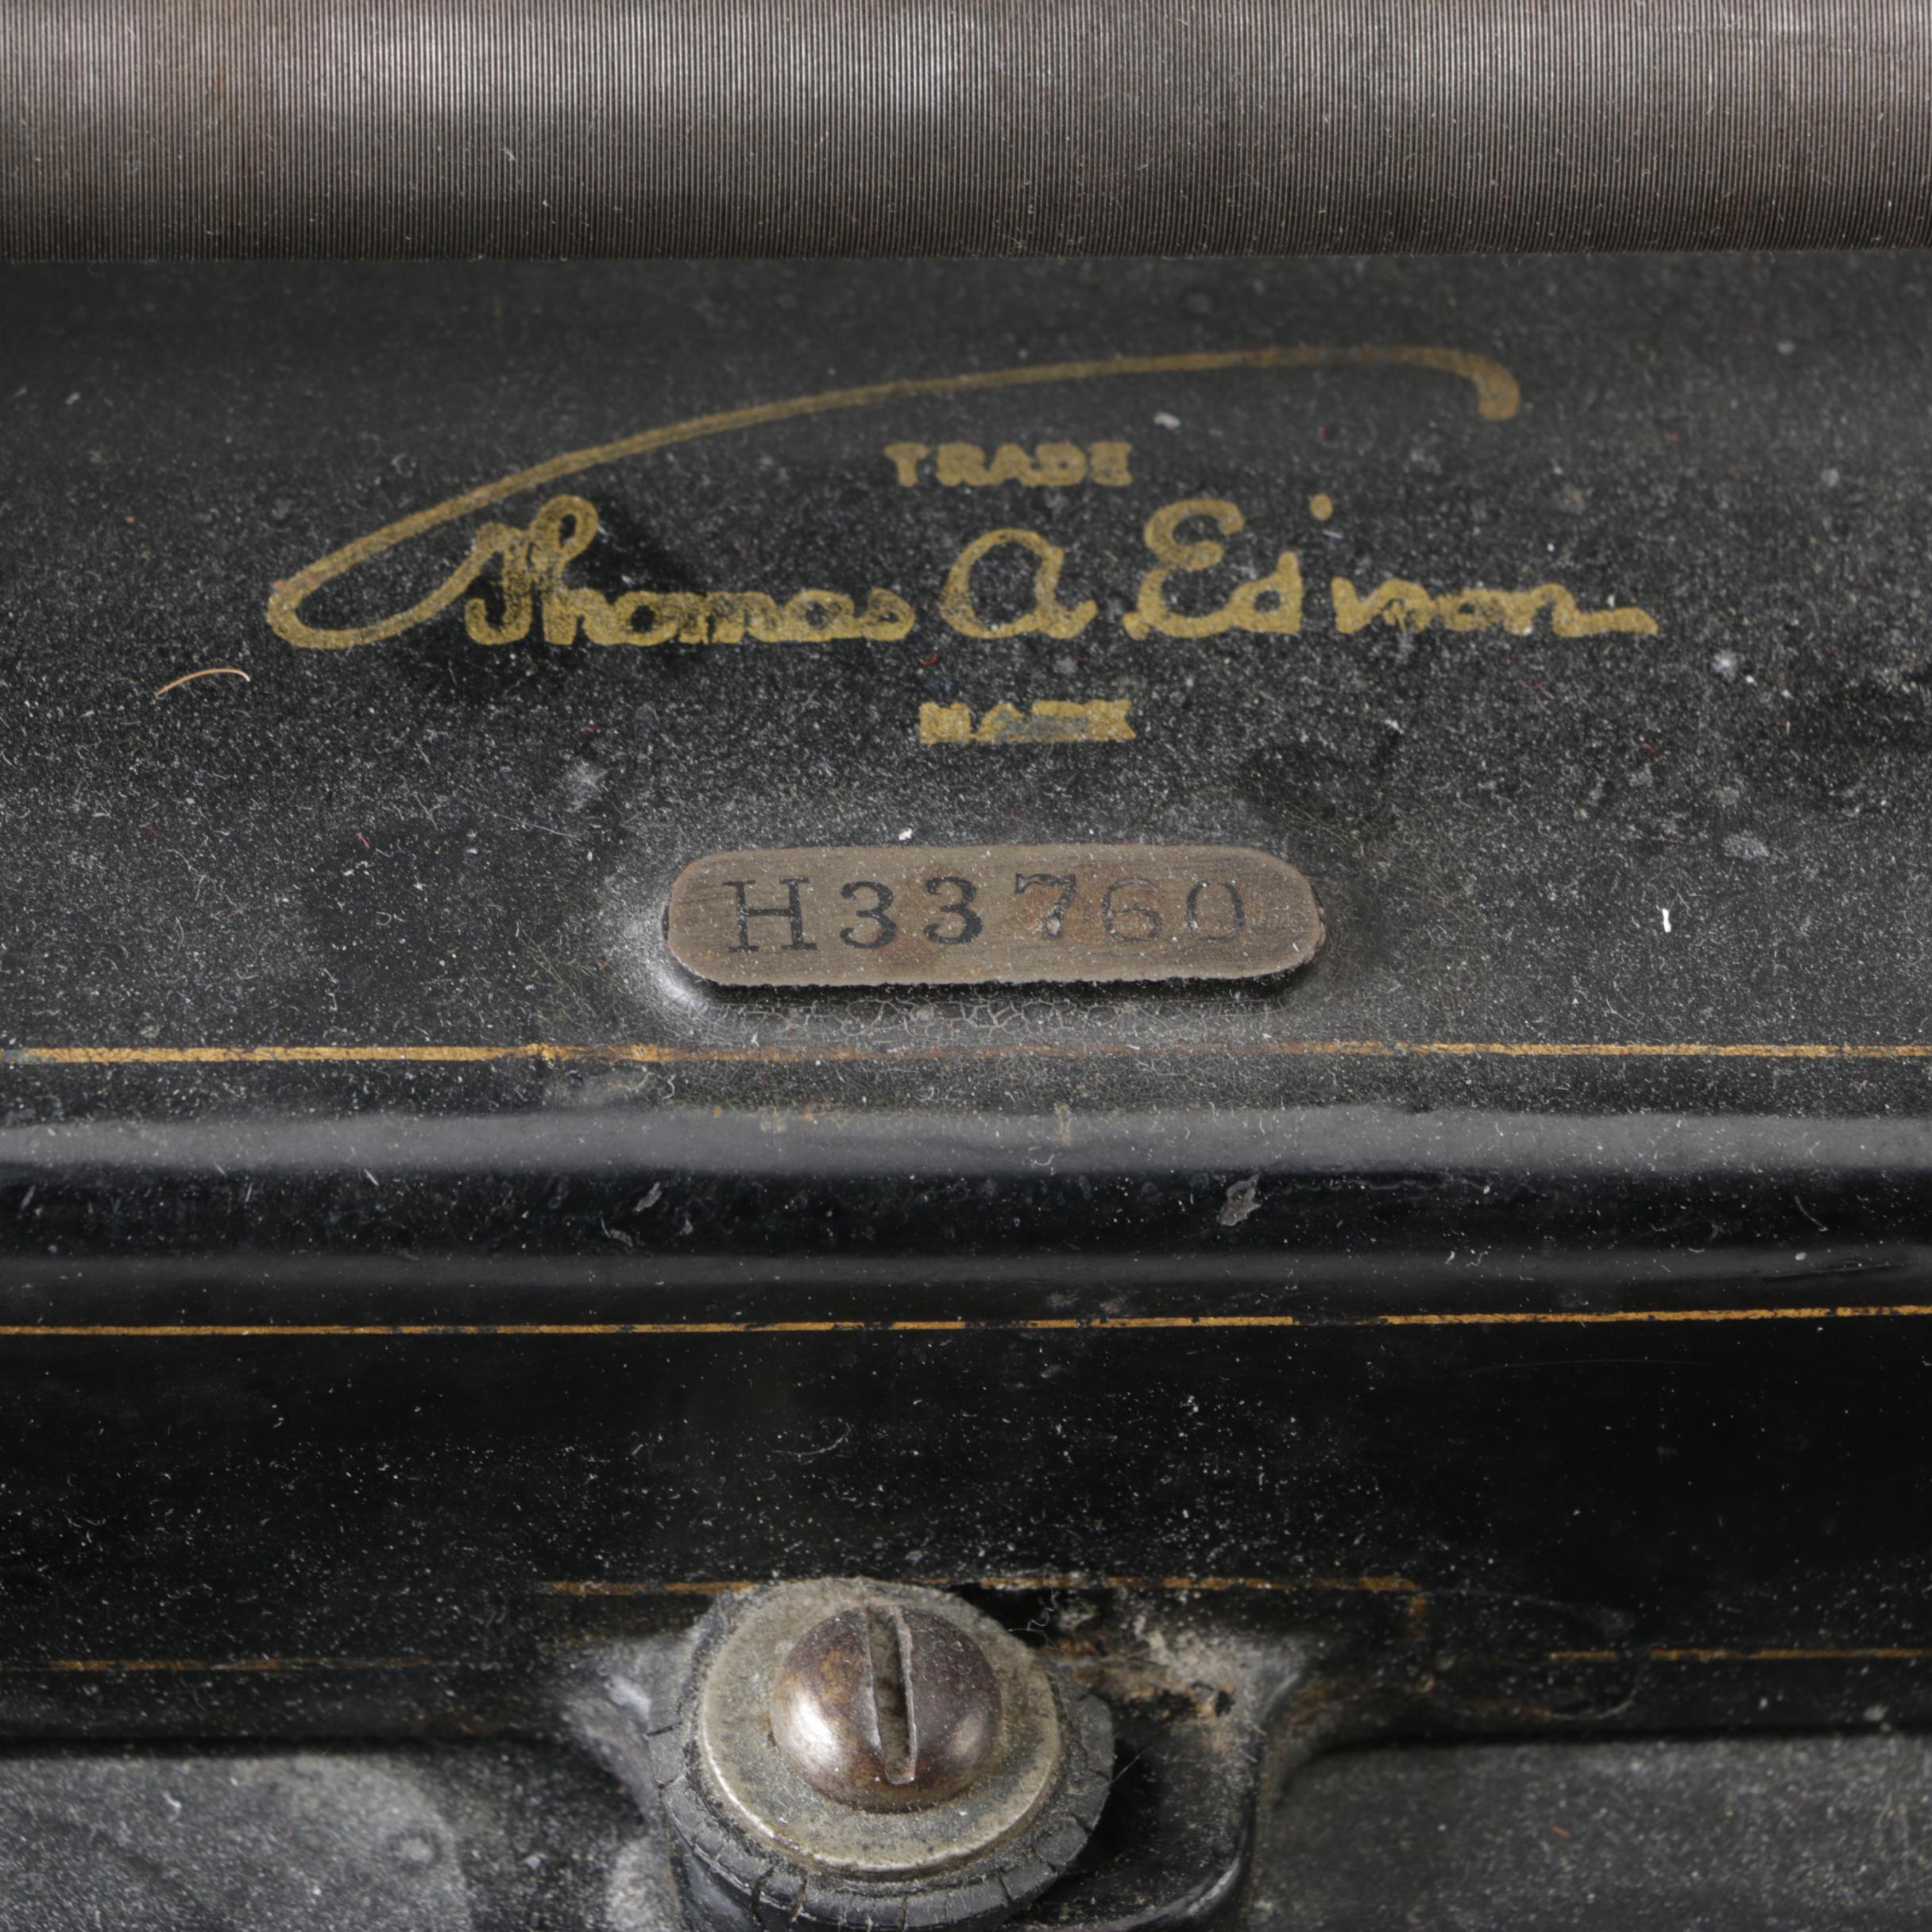 TRADE
Thomas A. Edison
MARK
H33760